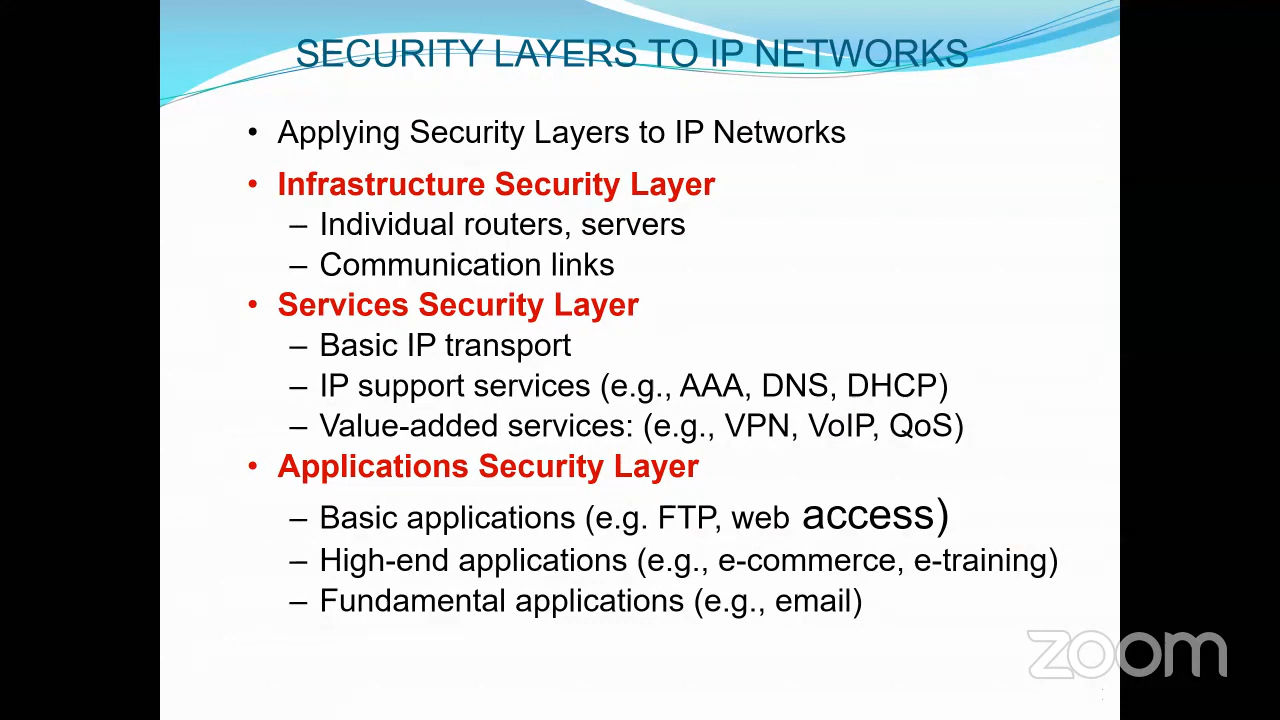 SECURITY LAYERS TO IP NETWORKS
• Applying Security Layers to IP Networks
• Infrastructure Security Layer
– Individual routers, servers
– Communication links
• Services Security Layer
– Basic IP transport
– IP support services (e.g., AAA, DNS, DHCP)
– Value-added services: (e.g., VPN, VoIP, QoS)
• Applications Security Layer
– Basic applications (e.g. FTP, web access)
– High-end applications (e.g., e-commerce, e-training)
– Fundamental applications (e.g., email)
zoom